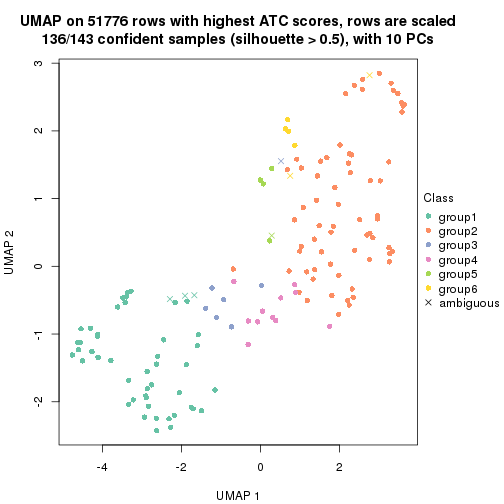 UMAP on 51776 rows with highest ATC scores, rows are scaled
136/143 confident samples (silhouette > 0.5), with 10 PCs
3
2
1
0
-1
-2
UMAP 2
-4
-2
0
2
UMAP 1
Class
group1
group2
group3
group4
group5
group6
ambiguous